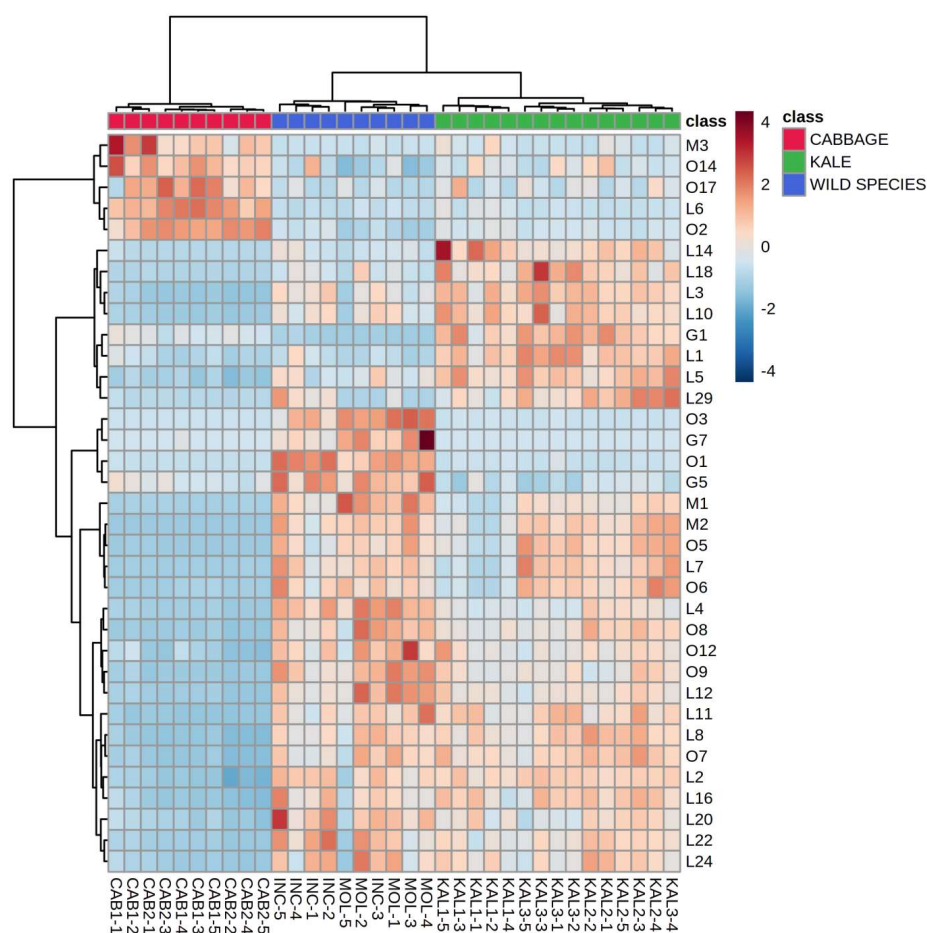 class
M3
O14
O17
L6
O2
L14
L18
L3
L10
G1
L1
L5
L29
O3
G7
O1
G5
M1
M2
O5
L7
O6
L4
O8
O12
O9
L12
L11
L8
O7
L2
L16
L20
L22
L24
4
2
0
-2
-4
class
CABBAGE
KALE
WILD SPECIES
CAB1-1
CAB1-2
CAB2-1
CAB2-3
CAB1-4
CAB1-5
CAB1-3
CAB2-2
CAB2-4
CAB2-5
INC-5
INC-4
INC-1
INC-2
MOL-5
MOL-2
INC-3
MOL-1
MOL-3
MOL-4
KAL1-5
KAL1-3
KAL1-1
KAL1-2
KAL1-4
KAL3-5
KAL3-3
KAL3-1
KAL3-2
KAL2-2
KAL2-1
KAL2-5
KAL2-3
KAL2-4
KAL3-4